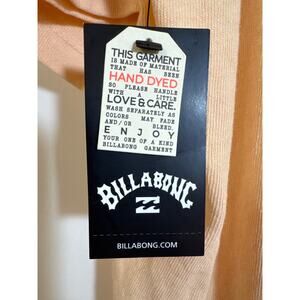 THIS GARMENT
IS MADE OF MATERIAL
THAT HAS BEEN
HAND DYED
SO PLEASE HANDLE
WITH A LITTLE
LOVE & CARE.
WASH SEPARATELY AS
COLORS MAY FADE
AND/OR BLEED.
ENJOY
YOUR ONE OF A KIND
BILLABONG GARMENT
BILLABONG
BILLABONG.COM